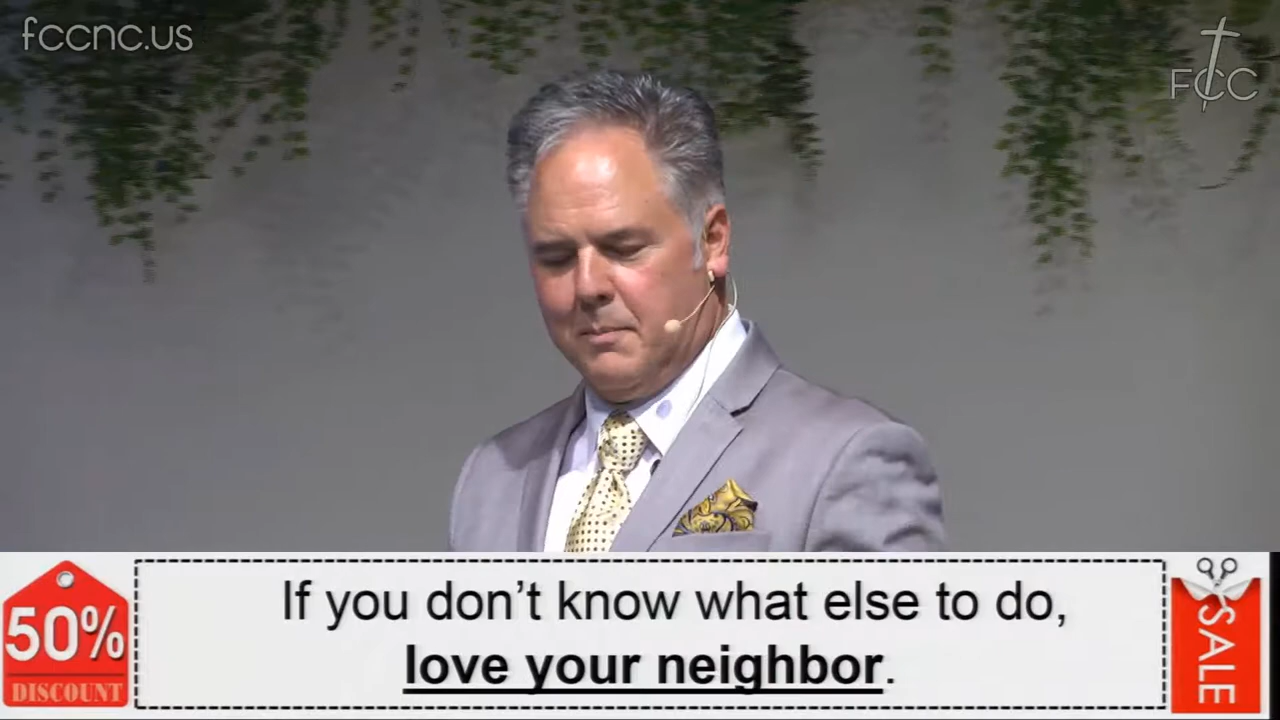 fccnc.us
FCC
50%
DISCOUNT
If you don’t know what else to do,
love your neighbor.
SALE